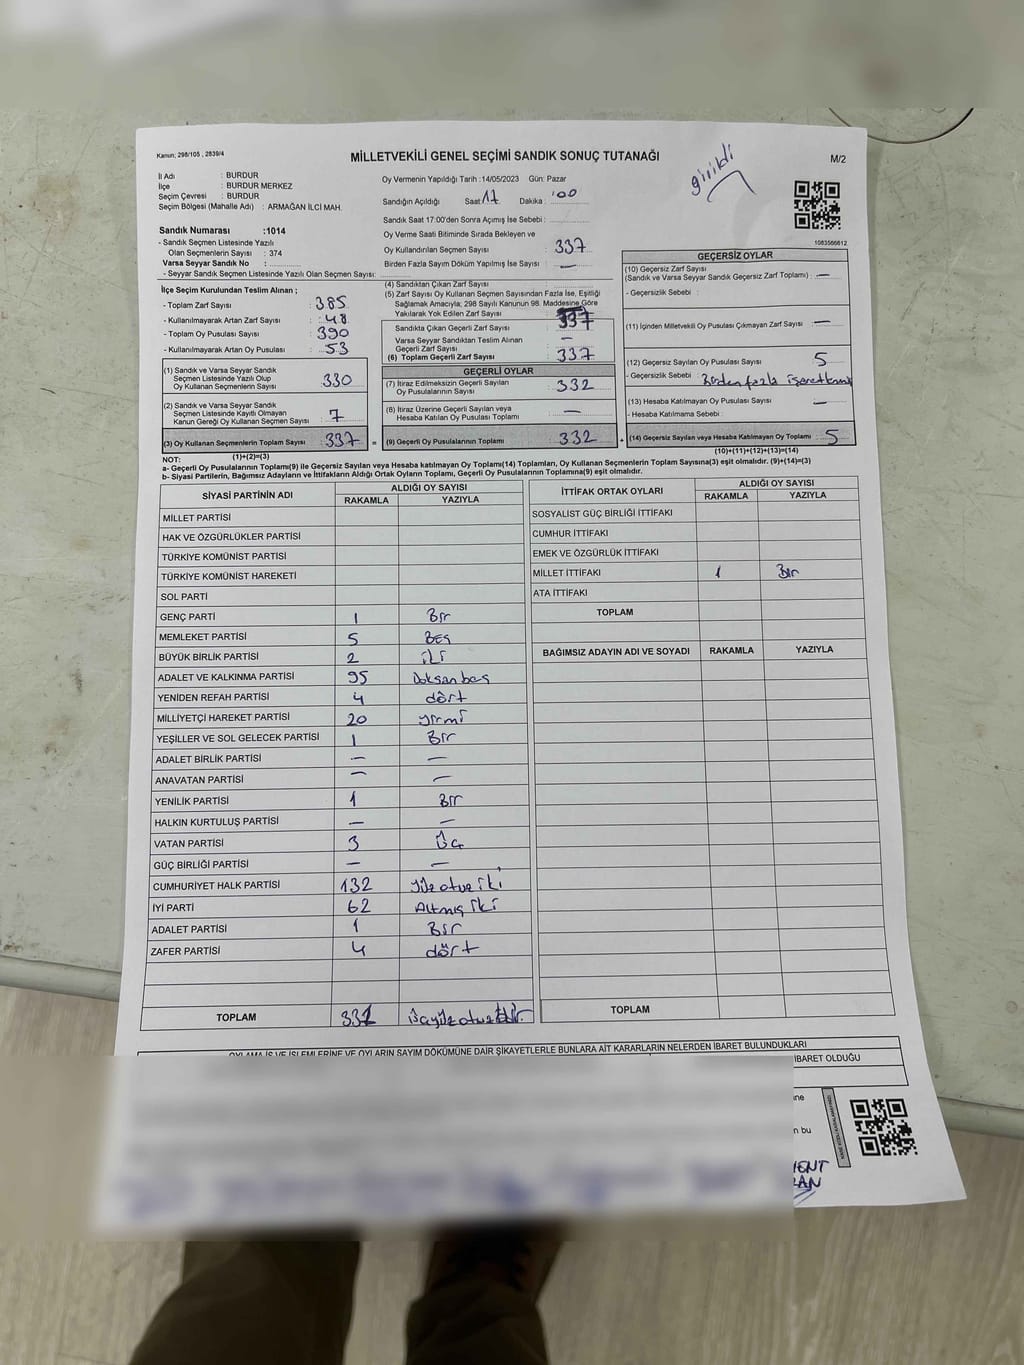 Kanun: 298/105 , 2839/4
MİLLETVEKİLİ GENEL SEÇİMİ SANDIK SONUÇ TUTANAĞI
M/2
girildi
İl Adı : BURDUR
İlçe : BURDUR MERKEZ
Seçim Çevresi : BURDUR
Seçim Bölgesi (Mahalle Adı) : ARMAĞAN İLCİ MAH.
Oy Vermenin Yapıldığı Tarih :14/05/2023 Gün: Pazar
Sandığın Açıldığı Saat 17 Dakika : 00
Sandık Saat 17:00'den Sonra Açımış İse Sebebi :
Oy Verme Saati Bitiminde Sırada Bekleyen ve
Oy Kullandırılan Seçmen Sayısı : 337
Birden Fazla Sayım Döküm Yapılmış İse Sayısı : —
1083566612
Sandık Numarası :1014
- Sandık Seçmen Listesinde Yazılı
Olan Seçmenlerin Sayısı : 374
Varsa Seyyar Sandık No :
- Seyyar Sandık Seçmen Listesinde Yazılı Olan Seçmen Sayısı:
İlçe Seçim Kurulundan Teslim Alınan ;
- Toplam Zarf Sayısı : 385
- Kullanılmayarak Artan Zarf Sayısı : 48
- Toplam Oy Pusulası Sayısı : 390
- Kullanılmayarak Artan Oy Pusulası : 53
(1) Sandık ve Varsa Seyyar Sandık
Seçmen Listesinde Yazılı Olup
Oy Kullanan Seçmenlerin Sayısı : 330
(2) Sandık ve Varsa Seyyar Sandık
Seçmen Listesinde Kayıtlı Olmayan
Kanun Gereği Oy Kullanan Seçmen Sayısı : 7
(3) Oy Kullanan Seçmenlerin Toplam Sayısı : 337
(1)+(2)=(3)
(4) Sandıktan Çıkan Zarf Sayısı :
(5) Zarf Sayısı Oy Kullanan Seçmen Sayısından Fazla İse, Eşitliği
Sağlamak Amacıyla; 298 Sayılı Kanunun 98. Maddesine Göre
Yakılarak Yok Edilen Zarf Sayısı :
Sandıkta Çıkan Geçerli Zarf Sayısı : 337
Varsa Seyyar Sandıktan Teslim Alınan
Geçerli Zarf Sayısı : —
(6) Toplam Geçerli Zarf Sayısı : 337
GEÇERLİ OYLAR
(7) İtiraz Edilmeksizin Geçerli Sayılan
Oy Pusulalarının Sayısı : 332
(8) İtiraz Üzerine Geçerli Sayılan veya
Hesaba Katılan Oy Pusulası Toplamı : —
= (9) Geçerli Oy Pusulalarının Toplamı : 332
GEÇERSİZ OYLAR
(10) Geçersiz Zarf Sayısı
(Sandık ve Varsa Seyyar Sandık Geçersiz Zarf Toplamı) : —
- Geçersizlik Sebebi :
(11) İçinden Milletvekili Oy Pusulası Çıkmayan Zarf Sayısı : —
(12) Geçersiz Sayılan Oy Pusulası Sayısı : 5
- Geçersizlik Sebebi : Birden fazla işaretleme
(13) Hesaba Katılmayan Oy Pusulası Sayısı : —
- Hesaba Katılmama Sebebi :
+ (14) Geçersiz Sayılan veya Hesaba Katılmayan Oy Toplamı : 5
(10)+(11)+(12)+(13)=(14)
NOT:
a- Geçerli Oy Pusulalarının Toplamı(9) ile Geçersiz Sayılan veya Hesaba katılmayan Oy Toplamı(14) Toplamları, Oy Kullanan Seçmenlerin Toplam Sayısına(3) eşit olmalıdır. (9)+(14)=(3)
b- Siyasi Partilerin, Bağımsız Adayların ve İttifakların Aldığı Ortak Oyların Toplamı, Geçerli Oy Pusulalarının Toplamına(9) eşit olmalıdır.
SİYASİ PARTİNİN ADI ALDIĞI OY SAYISI
RAKAMLA YAZIYLA
MİLLET PARTİSİ
HAK VE ÖZGÜRLÜKLER PARTİSİ
TÜRKİYE KOMÜNİST PARTİSİ
TÜRKİYE KOMÜNİST HAREKETİ
SOL PARTİ
GENÇ PARTİ 1 Bir
MEMLEKET PARTİSİ 5 BEŞ
BÜYÜK BİRLİK PARTİSİ 2 iki
ADALET VE KALKINMA PARTİSİ 95 Doksan beş
YENİDEN REFAH PARTİSİ 4 dört
MİLLİYETÇİ HAREKET PARTİSİ 20 yirmi
YEŞİLLER VE SOL GELECEK PARTİSİ 1 Bir
ADALET BİRLİK PARTİSİ — —
ANAVATAN PARTİSİ — —
YENİLİK PARTİSİ 1 Bir
HALKIN KURTULUŞ PARTİSİ — —
VATAN PARTİSİ 3 Üç
GÜÇ BİRLİĞİ PARTİSİ — —
CUMHURİYET HALK PARTİSİ 132 yüz otuz iki
İYİ PARTİ 62 Altmış iki
ADALET PARTİSİ 1 Bir
ZAFER PARTİSİ 4 dört
TOPLAM 331 üçyüz otuz bir
İTTİFAK ORTAK OYLARI ALDIĞI OY SAYISI
RAKAMLA YAZIYLA
SOSYALİST GÜÇ BİRLİĞİ İTTİFAKI
CUMHUR İTTİFAKI
EMEK VE ÖZGÜRLÜK İTTİFAKI
MİLLET İTTİFAKI 1 Bir
ATA İTTİFAKI
TOPLAM
BAĞIMSIZ ADAYIN ADI VE SOYADI RAKAMLA YAZIYLA
TOPLAM
OYLAMA İŞ VE İŞLEMLERİNE VE OYLARIN SAYIM DÖKÜMÜNE DAİR ŞİKAYETLERLE BUNLARA AİT KARARLARIN NELERDEN İBARET BULUNDUKLARI
İBARET OLDUĞU